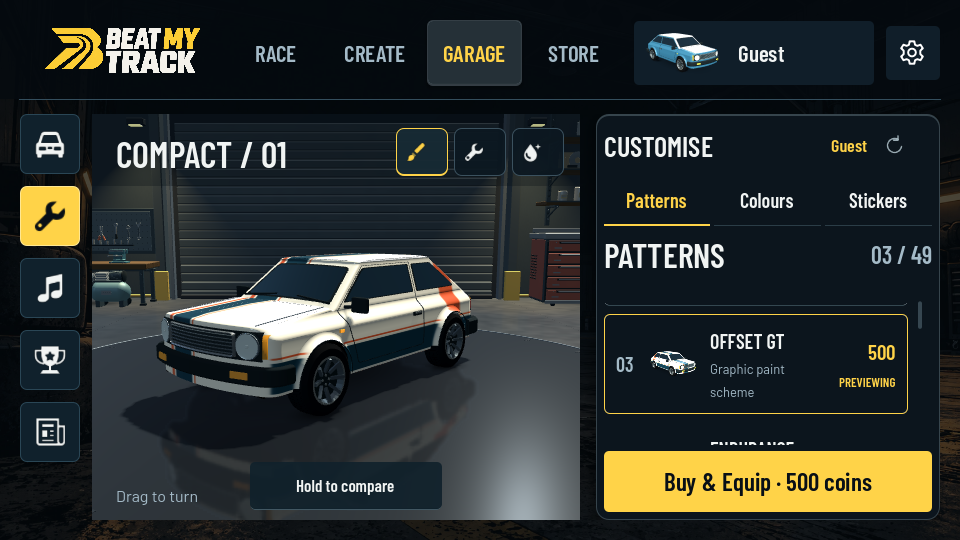 BEAT MY
TRACK
RACE
CREATE
GARAGE
STORE
Guest
COMPACT / 01
Drag to turn
Hold to compare
CUSTOMISE
Guest
Patterns
Colours
Stickers
PATTERNS
03 / 49
03
OFFSET GT
Graphic paint
scheme
500
PREVIEWING
ENDURANCE
Buy & Equip · 500 coins